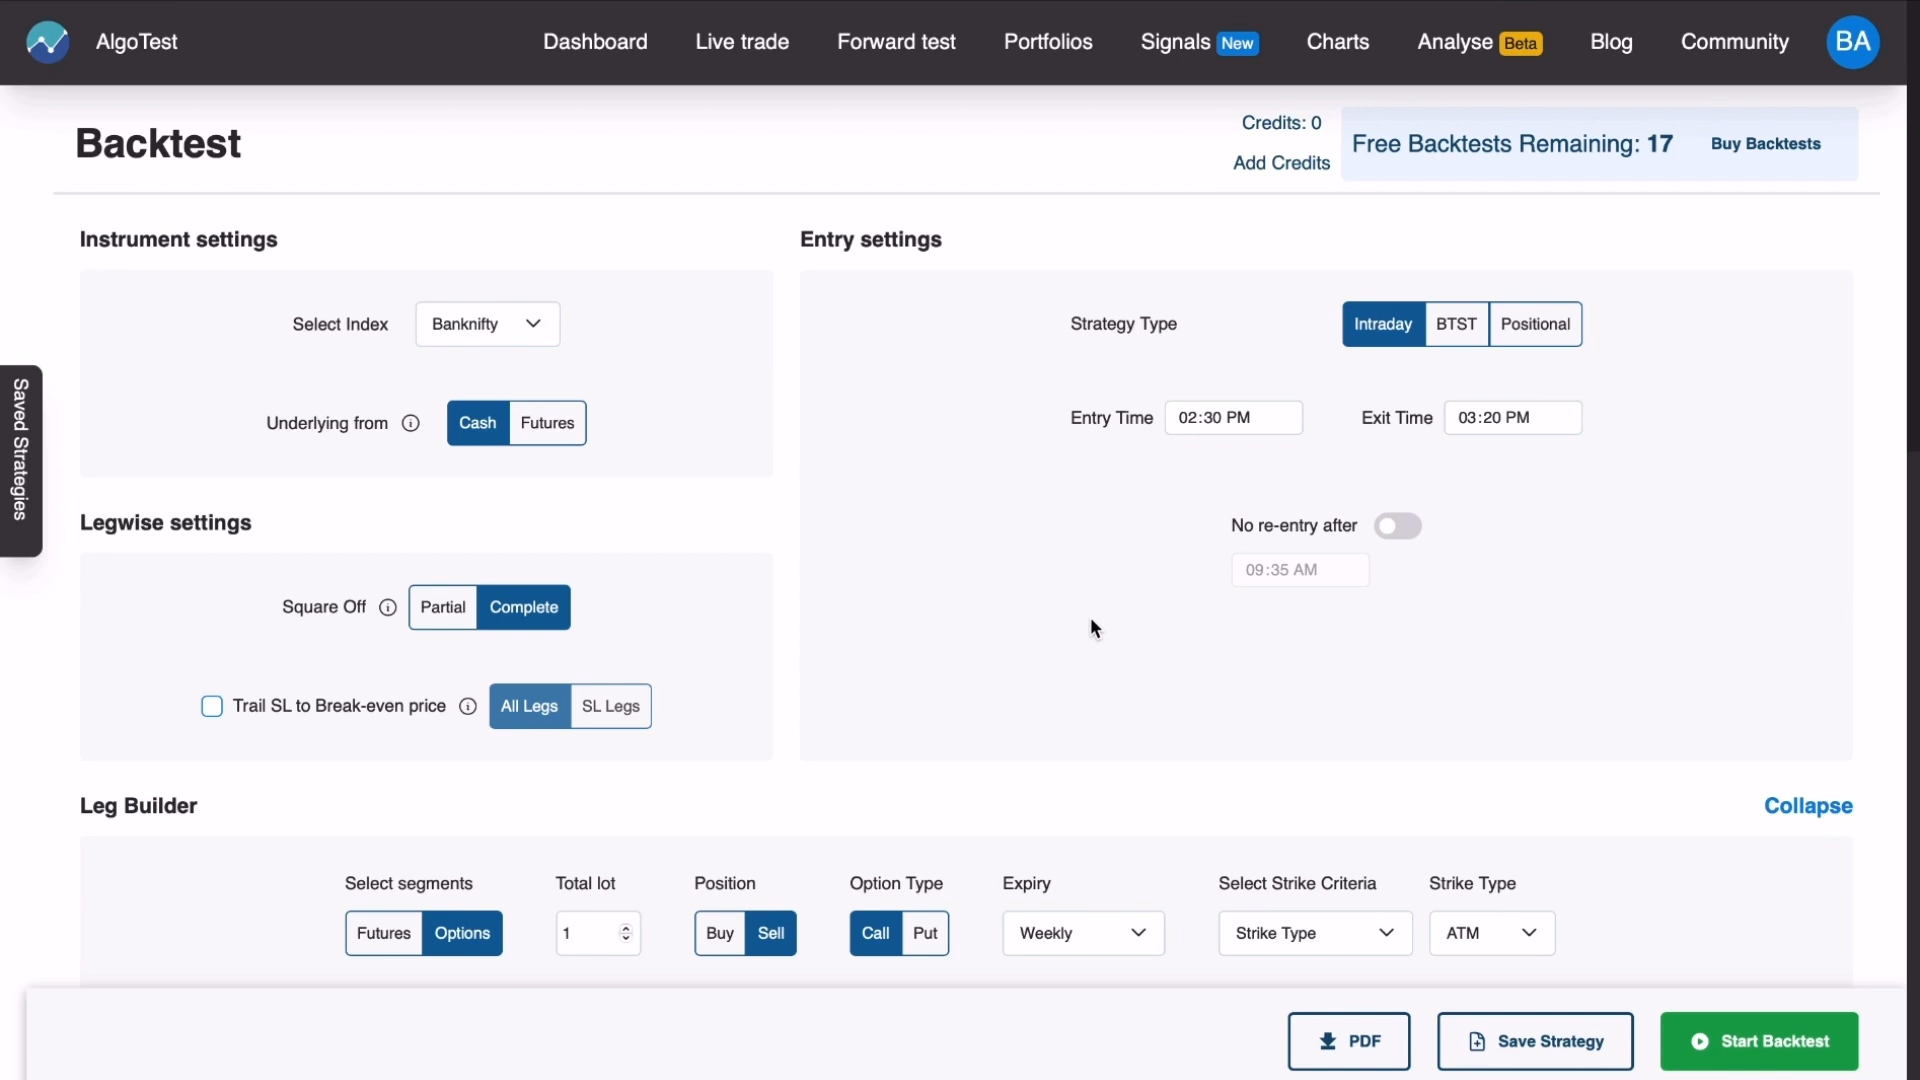 AlgoTest
Dashboard Live trade Forward test Portfolios Signals New Charts Analyse Beta Blog Community BA
Backtest
Credits: 0
Add Credits
Free Backtests Remaining: 17 Buy Backtests
Instrument settings
Select Index Banknifty
Underlying from Cash Futures
Saved Strategies
Legwise settings
Square Off Partial Complete
Trail SL to Break-even price All Legs SL Legs
Entry settings
Strategy Type Intraday BTST Positional
Entry Time 02:30 PM Exit Time 03:20 PM
No re-entry after
09:35 AM
Leg Builder Collapse
Select segments Total lot Position Option Type Expiry Select Strike Criteria Strike Type
Futures Options 1 Buy Sell Call Put Weekly Strike Type ATM
PDF Save Strategy Start Backtest